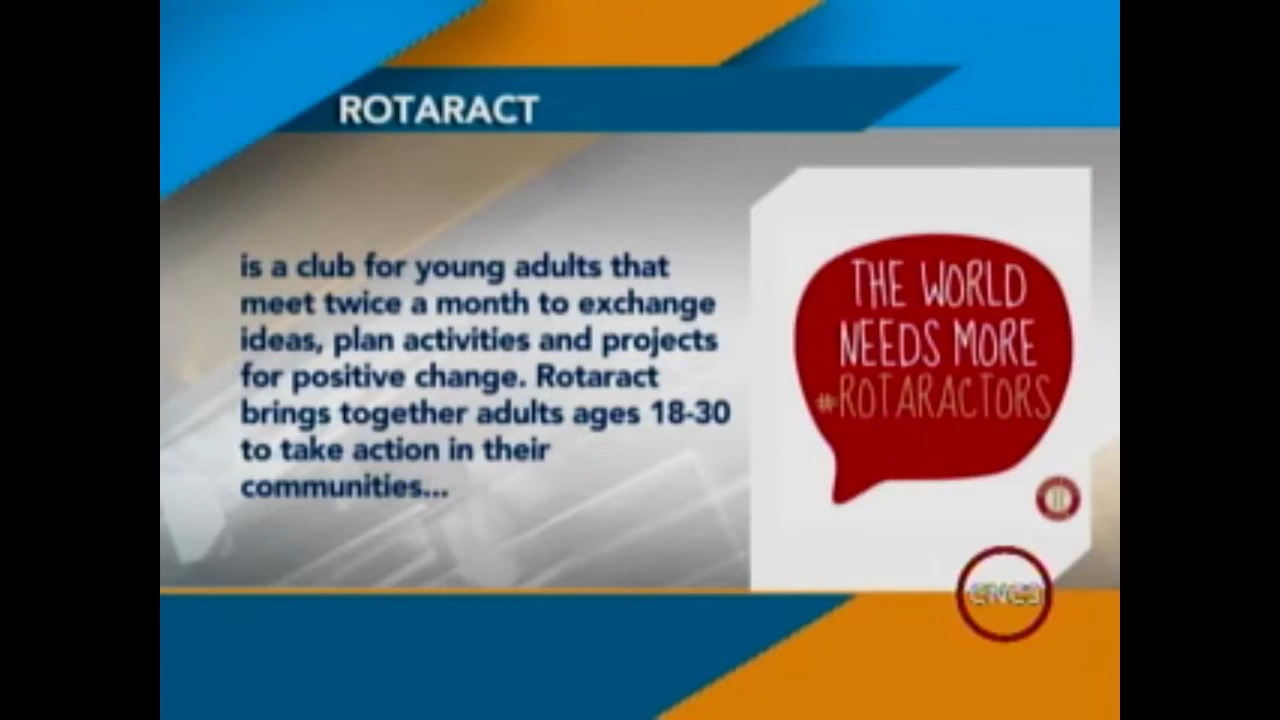 ROTARACT
is a club for young adults that
meet twice a month to exchange
ideas, plan activities and projects
for positive change. Rotaract
brings together adults ages 18-30
to take action in their
communities...
THE WORLD
NEEDS MORE
#ROTARACTORS
CNC3